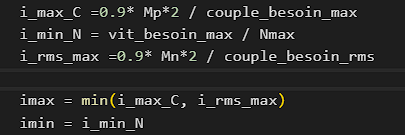 i_max_C =0.9* Mp*2 / couple_besoin_max
i_min_N = vit_besoin_max / Nmax
i_rms_max =0.9* Mn*2 / couple_besoin_rms
imax = min(i_max_C, i_rms_max)
imin = i_min_N